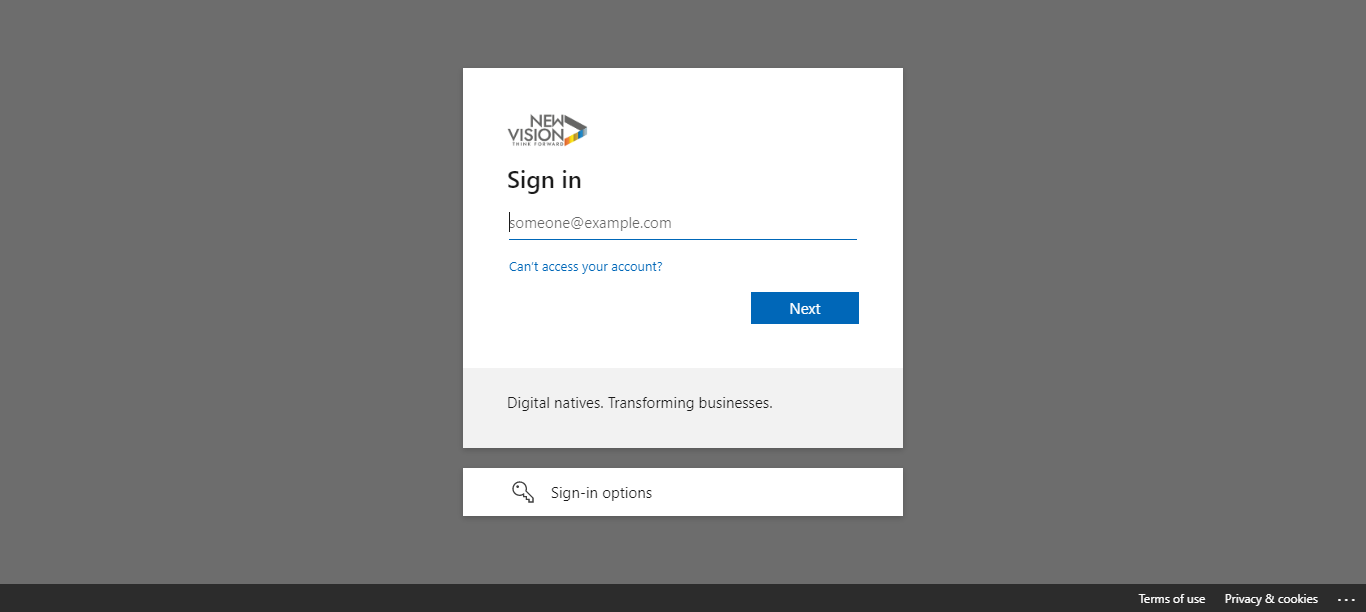 NEW
VISION
THINK FORWARD
Sign in
someone@example.com
Can't access your account?
Next
Digital natives. Transforming businesses.
Sign-in options
Terms of use Privacy & cookies ...